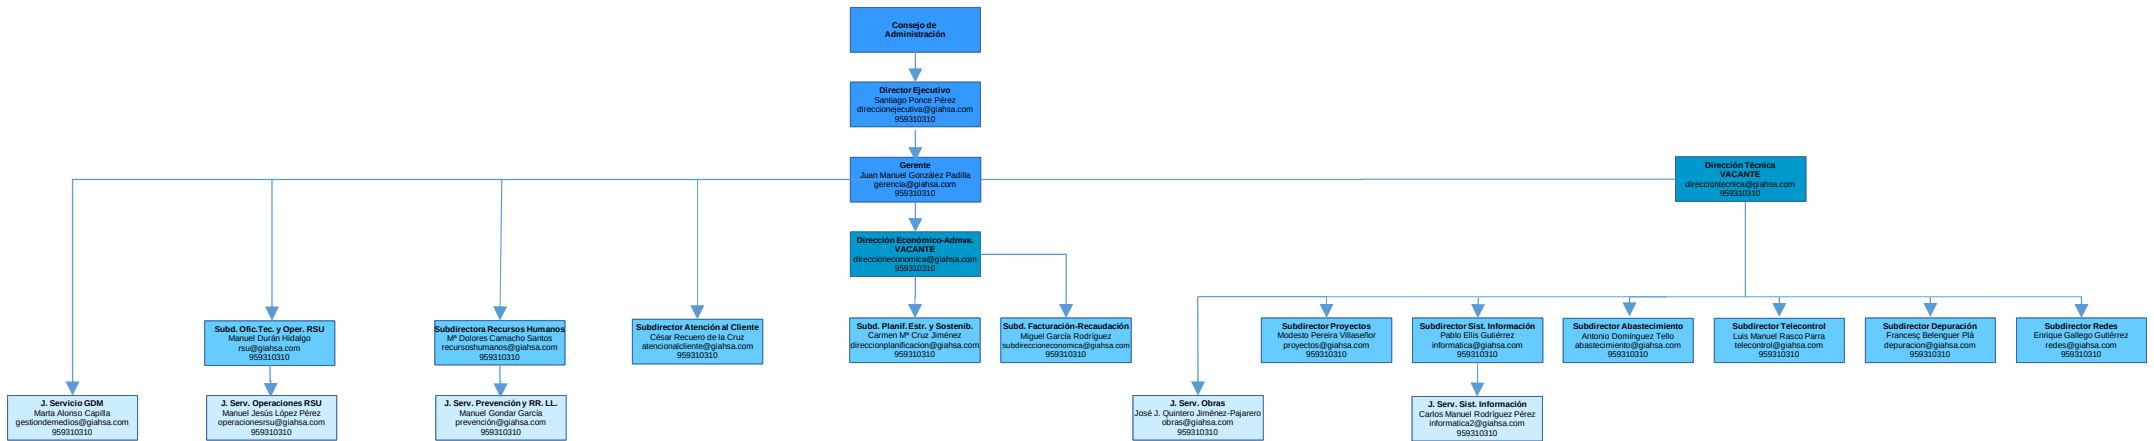 Consejo de
Administración
Director Ejecutivo
Santiago Ponce Pérez
direccionejecutiva@giahsa.com
959310310
Gerente
Juan Manuel González Padilla
gerencia@giahsa.com
959310310
Dirección Técnica
VACANTE
direcciontecnica@giahsa.com
959310310
Dirección Económico-Admva.
VACANTE
direccioneconomica@giahsa.com
959310310
Subd. Ofic.Tec. y Oper. RSU
Manuel Durán Hidalgo
rsu@giahsa.com
959310310
Subdirectora Recursos Humanos
Mª Dolores Camacho Santos
recursoshumanos@giahsa.com
959310310
Subdirector Atención al Cliente
César Recuero de la Cruz
atencionalcliente@giahsa.com
959310310
Subd. Planif. Estr. y Sostenib.
Carmen Mª Cruz Jiménez
direccionplanificacion@giahsa.com
959310310
Subd. Facturación-Recaudación
Miguel García Rodríguez
subdireccioneconomica@giahsa.com
959310310
Subdirector Proyectos
Modesto Pereira Villaseñor
proyectos@giahsa.com
959310310
Subdirector Sist. Información
Pablo Ellis Gutiérrez
informatica@giahsa.com
959310310
Subdirector Abastecimiento
Antonio Domínguez Tello
abastecimiento@giahsa.com
959310310
Subdirector Telecontrol
Luis Manuel Rasco Parra
telecontrol@giahsa.com
959310310
Subdirector Depuración
Francesç Belenguer Plá
depuracion@giahsa.com
959310310
Subdirector Redes
Enrique Gallego Gutiérrez
redes@giahsa.com
959310310
J. Servicio GDM
Marta Alonso Capilla
gestiondemedios@giahsa.com
959310310
J. Serv. Operaciones RSU
Manuel Jesús López Pérez
operacionesrsu@giahsa.com
959310310
J. Serv. Prevención y RR. LL.
Manuel Gondar García
prevención@giahsa.com
959310310
J. Serv. Obras
José J. Quintero Jiménez-Pajarero
obras@giahsa.com
959310310
J. Serv. Sist. Información
Carlos Manuel Rodríguez Pérez
informatica2@giahsa.com
959310310